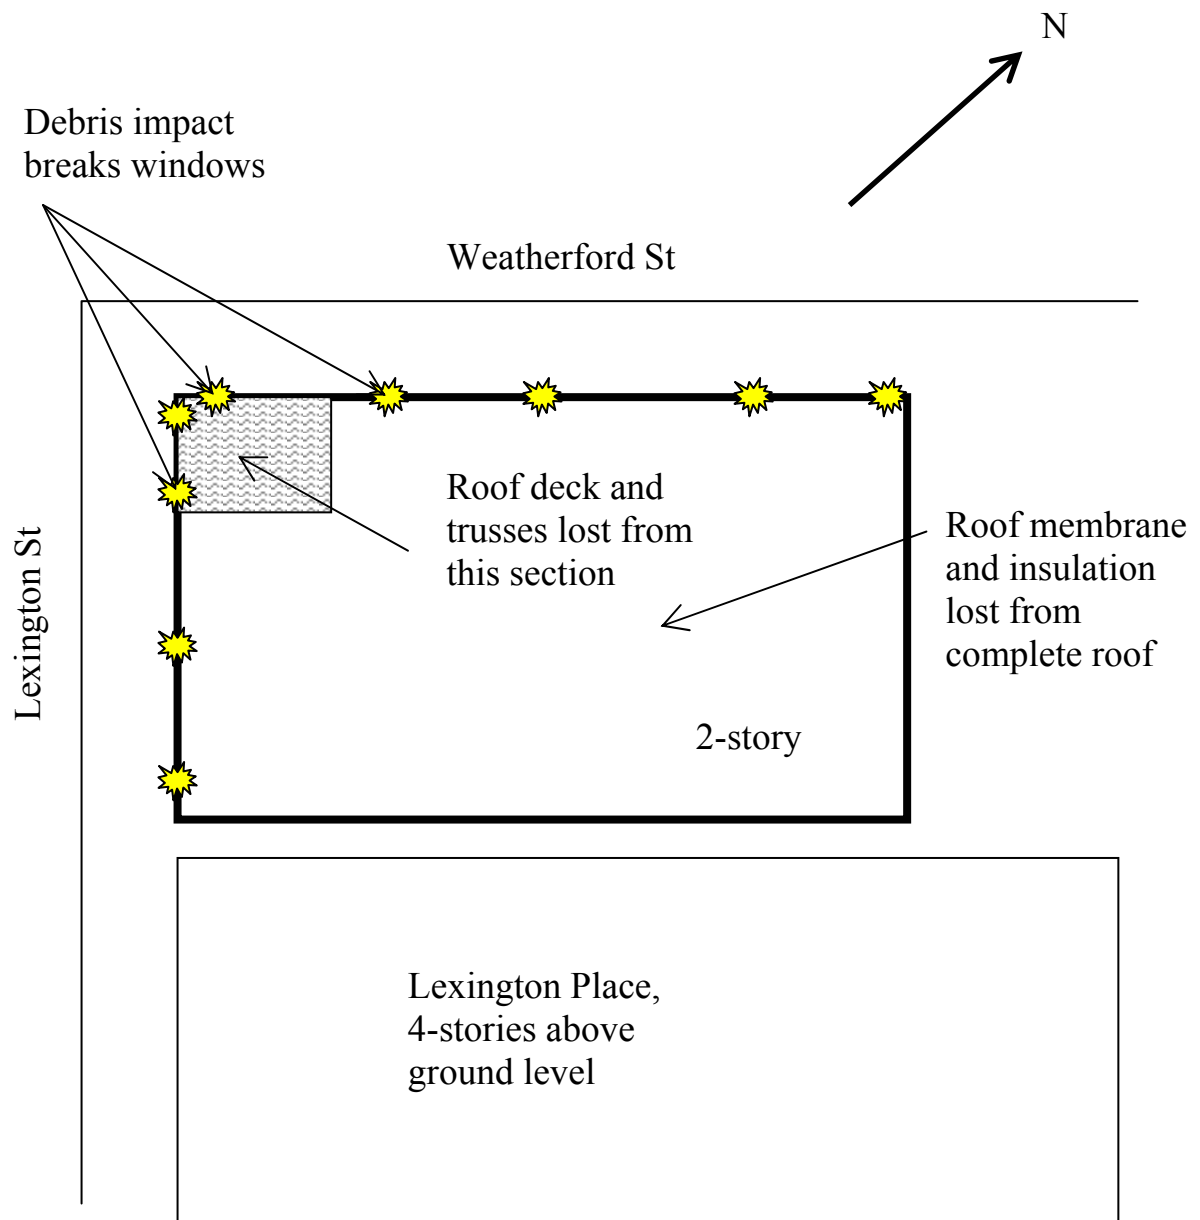 N
Debris impact
breaks windows
Weatherford St
Roof deck and
trusses lost from
this section
Roof membrane
and insulation
lost from
complete roof
Lexington St
2-story
Lexington Place,
4-stories above
ground level